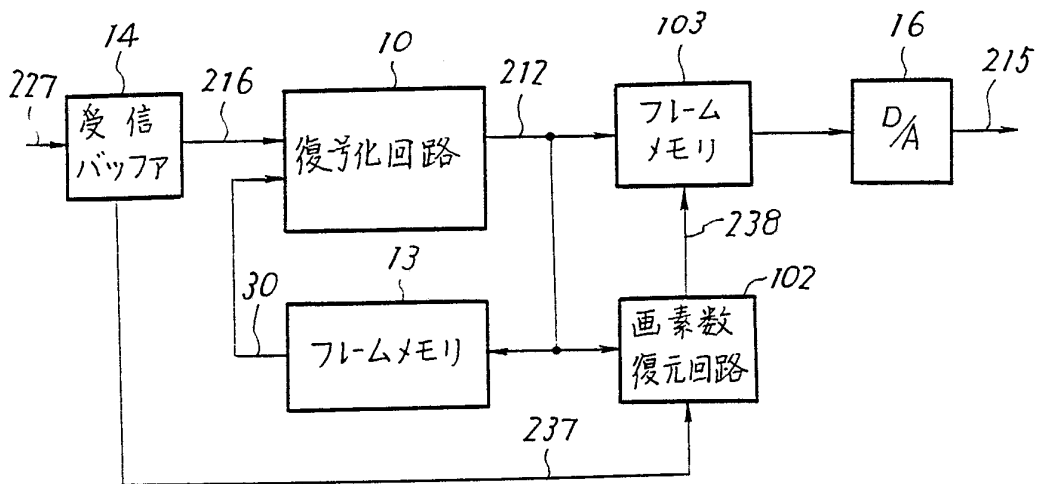 14
10
103
16
227
216
212
215
受信
バッファ
復号化回路
フレーム
メモリ
D/A
238
13
102
30
フレームメモリ
画素数
復元回路
237